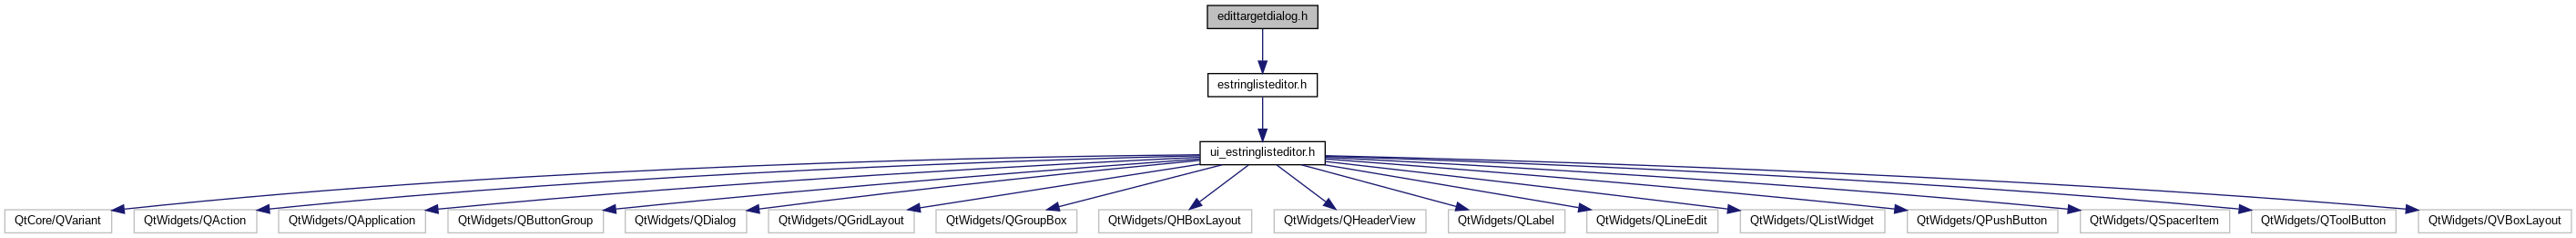 edittargetdialog.h
estringlisteditor.h
ui_estringlisteditor.h
QtCore/QVariant
QtWidgets/QAction
QtWidgets/QApplication
QtWidgets/QButtonGroup
QtWidgets/QDialog
QtWidgets/QGridLayout
QtWidgets/QGroupBox
QtWidgets/QHBoxLayout
QtWidgets/QHeaderView
QtWidgets/QLabel
QtWidgets/QLineEdit
QtWidgets/QListWidget
QtWidgets/QPushButton
QtWidgets/QSpacerItem
QtWidgets/QToolButton
QtWidgets/QVBoxLayout